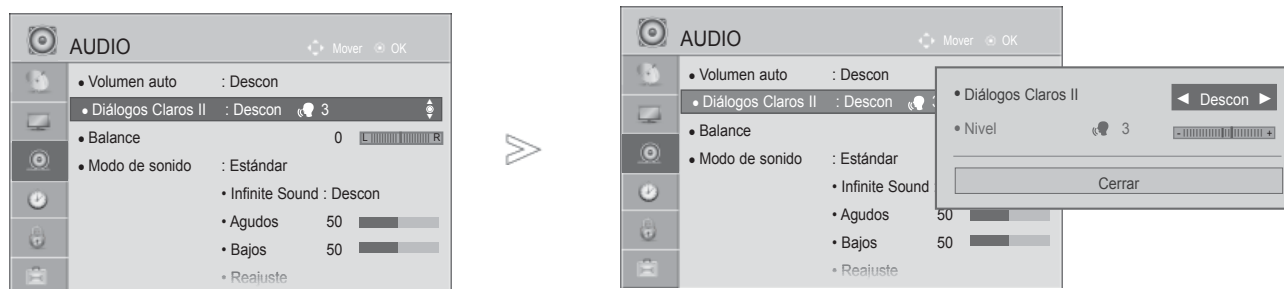 AUDIO
Mover OK
• Volumen auto : Descon
• Diálogos Claros II : Descon 3
• Balance 0 L R
• Modo de sonido : Estándar
• Infinite Sound : Descon
• Agudos 50
• Bajos 50
• Reajuste
AUDIO
Mover OK
• Volumen auto : Descon
• Diálogos Claros II : Descon
• Balance
• Modo de sonido : Estándar
• Infinite Sound :
• Agudos 50
• Bajos 50
• Reajuste
• Diálogos Claros II ◄ Descon ►
• Nivel 3 - +
Cerrar